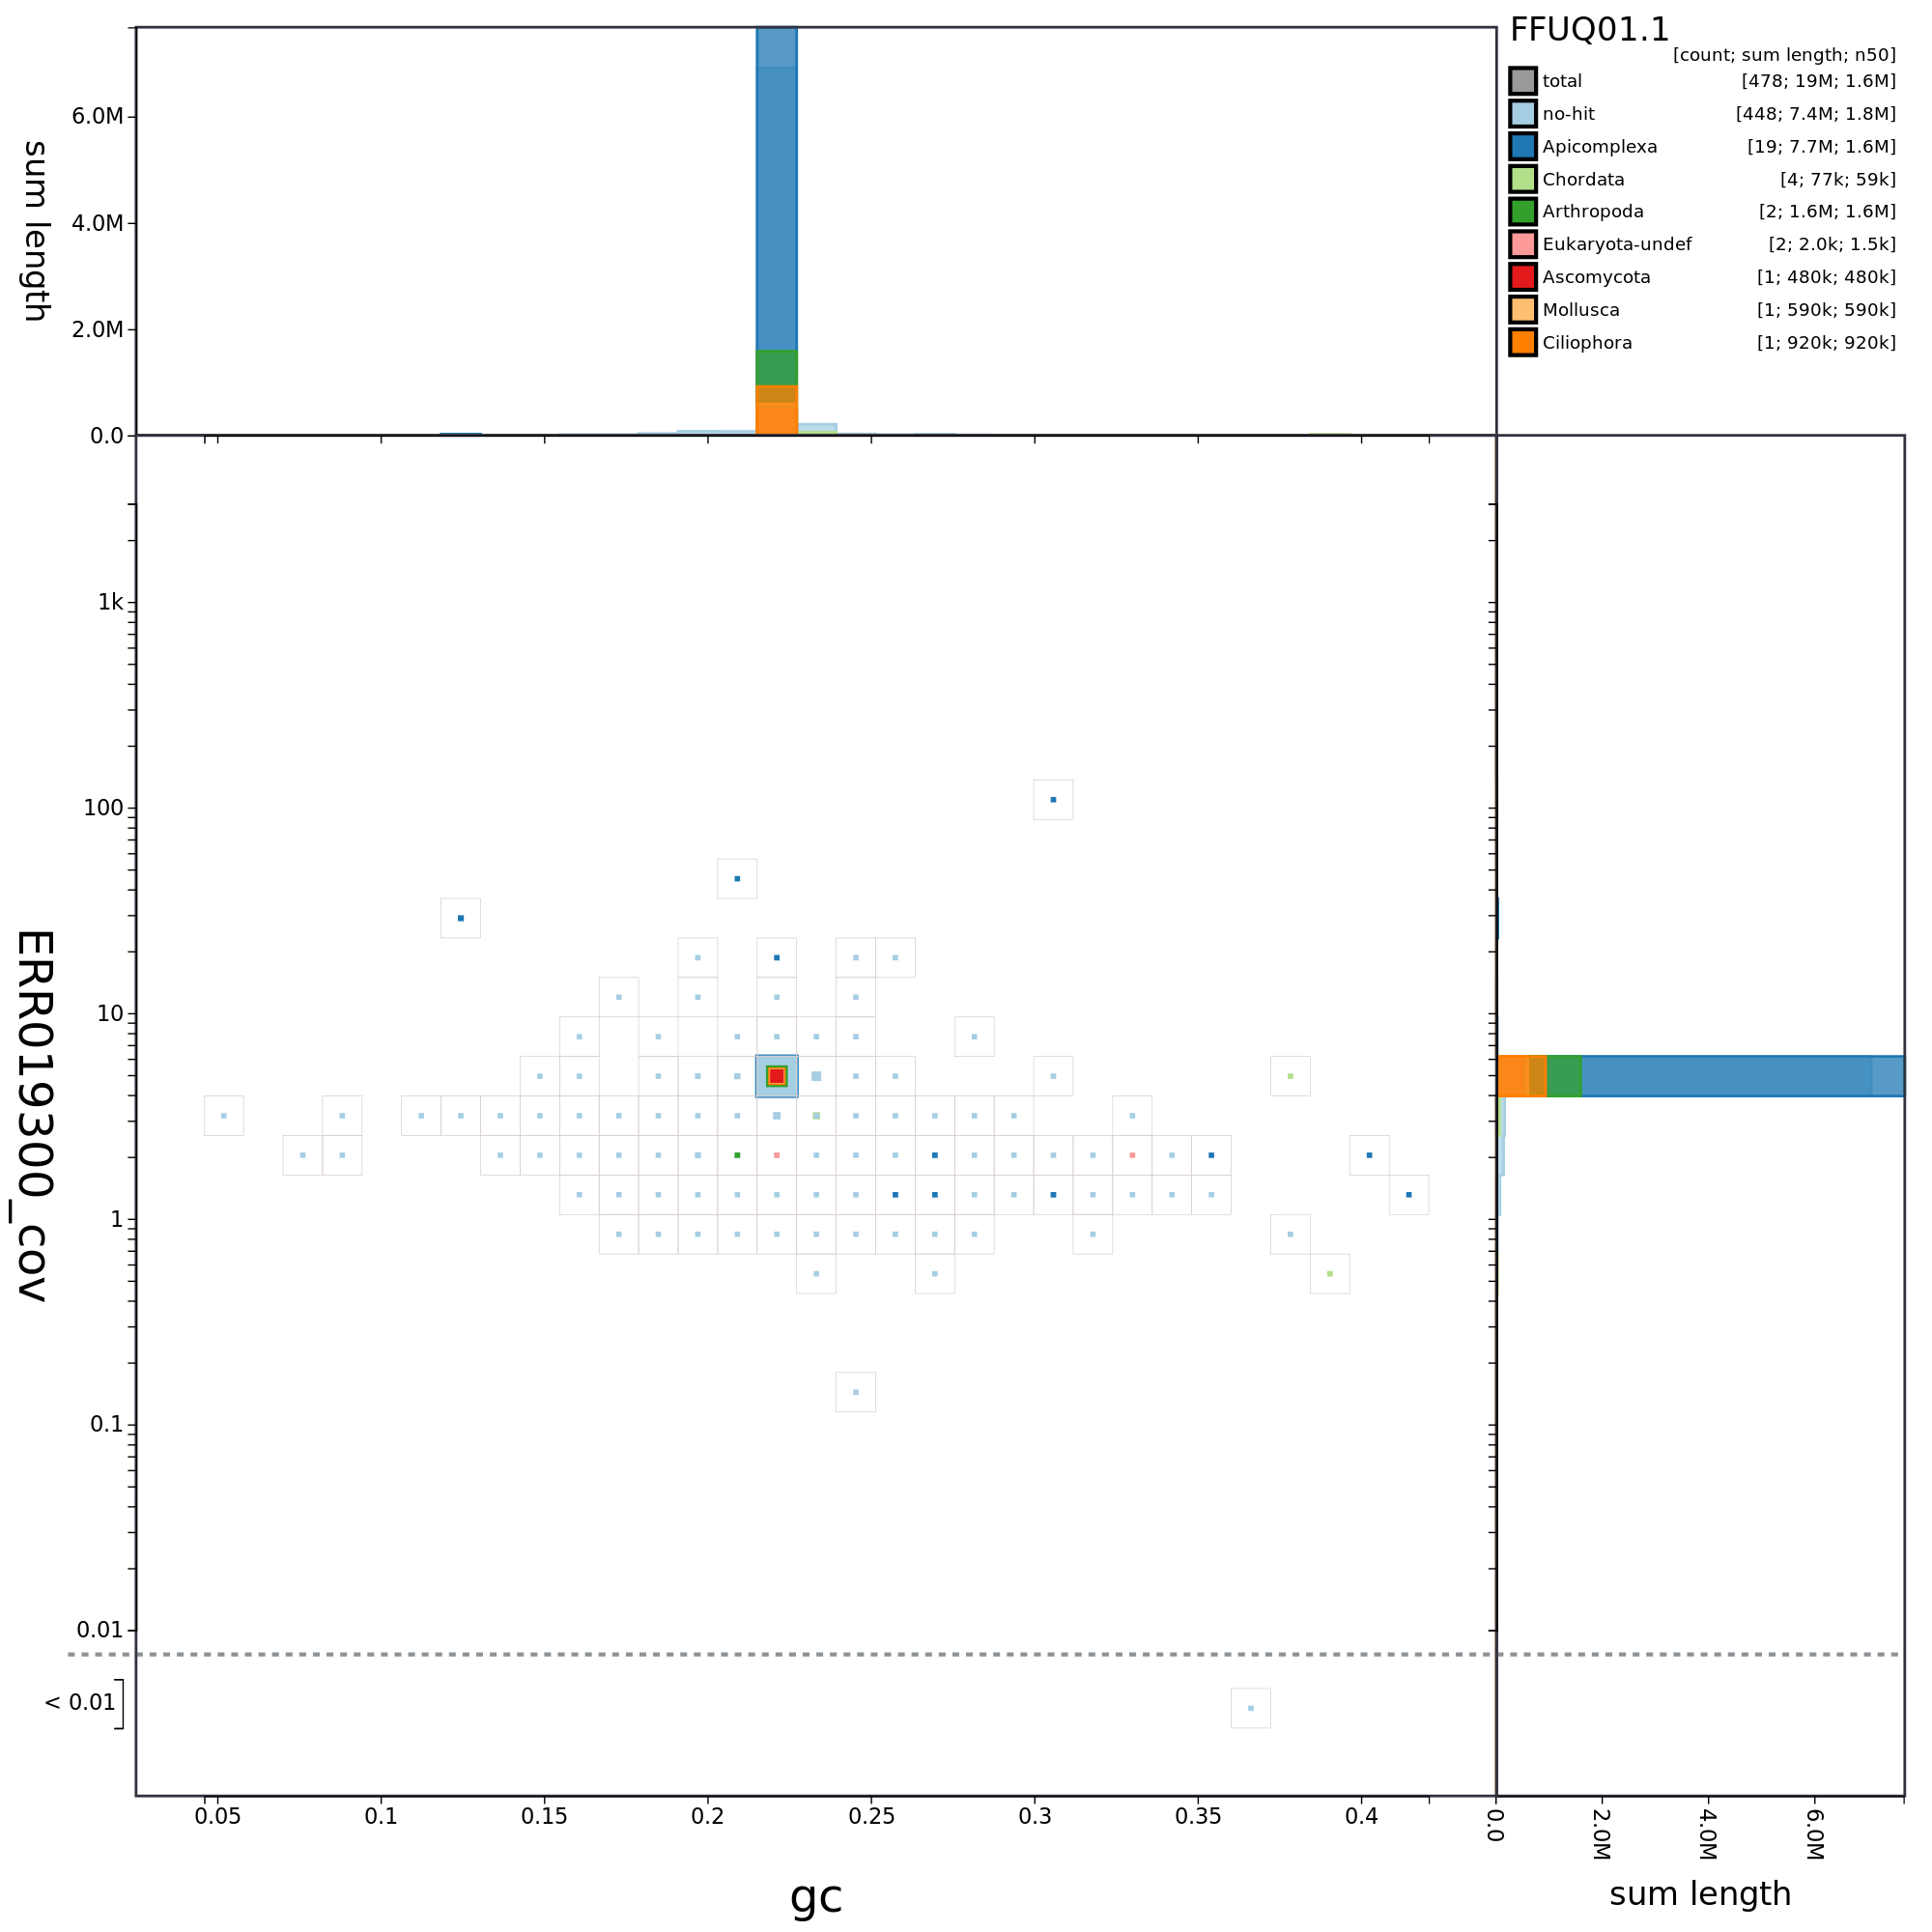 FFUQ01.1
[count; sum length; n50]
total [478; 19M; 1.6M]
no-hit [448; 7.4M; 1.8M]
Apicomplexa [19; 7.7M; 1.6M]
Chordata [4; 77k; 59k]
Arthropoda [2; 1.6M; 1.6M]
Eukaryota-undef [2; 2.0k; 1.5k]
Ascomycota [1; 480k; 480k]
Mollusca [1; 590k; 590k]
Ciliophora [1; 920k; 920k]
sum length
6.0M
4.0M
2.0M
0.0
ERR019300_cov
1k
100
10
1
0.1
0.01
< 0.01
0.05 0.1 0.15 0.2 0.25 0.3 0.35 0.4
gc
0.0 2.0M 4.0M 6.0M
sum length